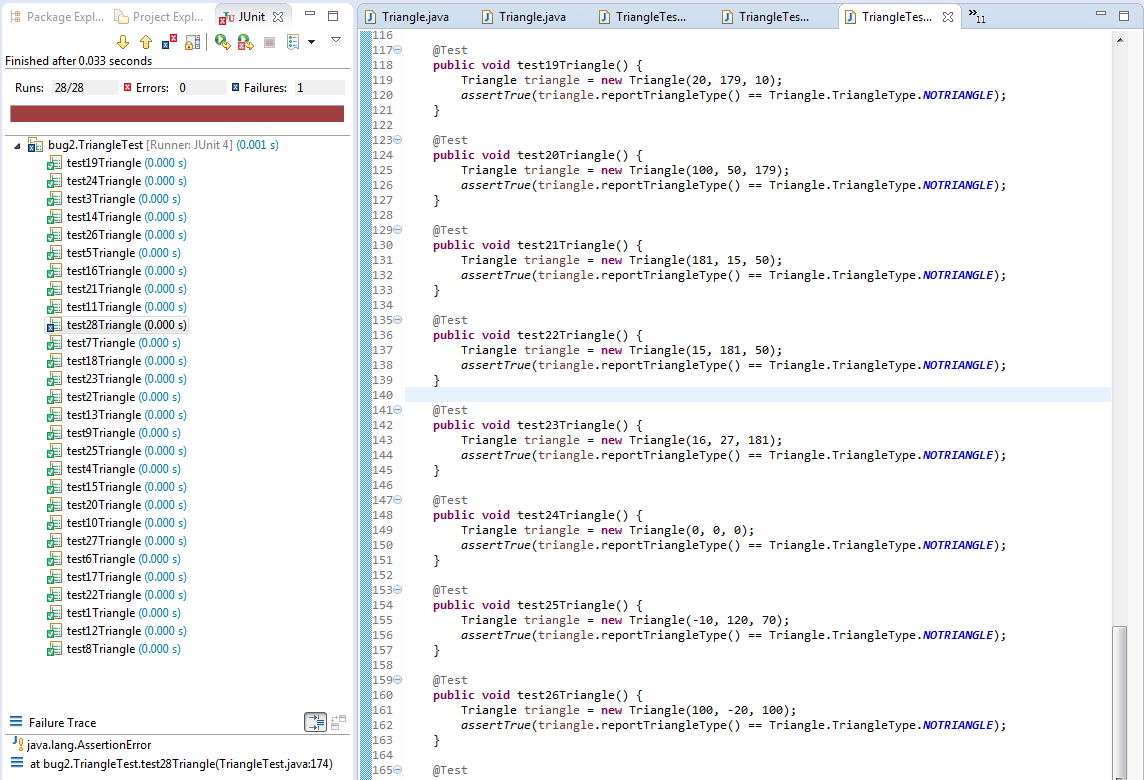 Package Expl...
Project Expl...
JUnit
Finished after 0.033 seconds
Runs: 28/28 Errors: 0 Failures: 1
bug2.TriangleTest [Runner: JUnit 4] (0.001 s)
test19Triangle (0.000 s)
test24Triangle (0.000 s)
test3Triangle (0.000 s)
test14Triangle (0.000 s)
test26Triangle (0.000 s)
test5Triangle (0.000 s)
test16Triangle (0.000 s)
test21Triangle (0.000 s)
test11Triangle (0.000 s)
test28Triangle (0.000 s)
test7Triangle (0.000 s)
test18Triangle (0.000 s)
test23Triangle (0.000 s)
test2Triangle (0.000 s)
test13Triangle (0.000 s)
test9Triangle (0.000 s)
test25Triangle (0.000 s)
test4Triangle (0.000 s)
test15Triangle (0.000 s)
test20Triangle (0.000 s)
test10Triangle (0.000 s)
test27Triangle (0.000 s)
test6Triangle (0.000 s)
test17Triangle (0.000 s)
test22Triangle (0.000 s)
test1Triangle (0.000 s)
test12Triangle (0.000 s)
test8Triangle (0.000 s)
Failure Trace
java.lang.AssertionError
at bug2.TriangleTest.test28Triangle(TriangleTest.java:174)
Triangle.java
Triangle.java
TriangleTes...
TriangleTes...
TriangleTes...
»11
116
117 @Test
118 public void test19Triangle() {
119 Triangle triangle = new Triangle(20, 179, 10);
120 assertTrue(triangle.reportTriangleType() == Triangle.TriangleType.NOTRIANGLE);
121 }
122
123 @Test
124 public void test20Triangle() {
125 Triangle triangle = new Triangle(100, 50, 179);
126 assertTrue(triangle.reportTriangleType() == Triangle.TriangleType.NOTRIANGLE);
127 }
128
129 @Test
130 public void test21Triangle() {
131 Triangle triangle = new Triangle(181, 15, 50);
132 assertTrue(triangle.reportTriangleType() == Triangle.TriangleType.NOTRIANGLE);
133 }
134
135 @Test
136 public void test22Triangle() {
137 Triangle triangle = new Triangle(15, 181, 50);
138 assertTrue(triangle.reportTriangleType() == Triangle.TriangleType.NOTRIANGLE);
139 }
140
141 @Test
142 public void test23Triangle() {
143 Triangle triangle = new Triangle(16, 27, 181);
144 assertTrue(triangle.reportTriangleType() == Triangle.TriangleType.NOTRIANGLE);
145 }
146
147 @Test
148 public void test24Triangle() {
149 Triangle triangle = new Triangle(0, 0, 0);
150 assertTrue(triangle.reportTriangleType() == Triangle.TriangleType.NOTRIANGLE);
151 }
152
153 @Test
154 public void test25Triangle() {
155 Triangle triangle = new Triangle(-10, 120, 70);
156 assertTrue(triangle.reportTriangleType() == Triangle.TriangleType.NOTRIANGLE);
157 }
158
159 @Test
160 public void test26Triangle() {
161 Triangle triangle = new Triangle(100, -20, 100);
162 assertTrue(triangle.reportTriangleType() == Triangle.TriangleType.NOTRIANGLE);
163 }
164
165 @Test